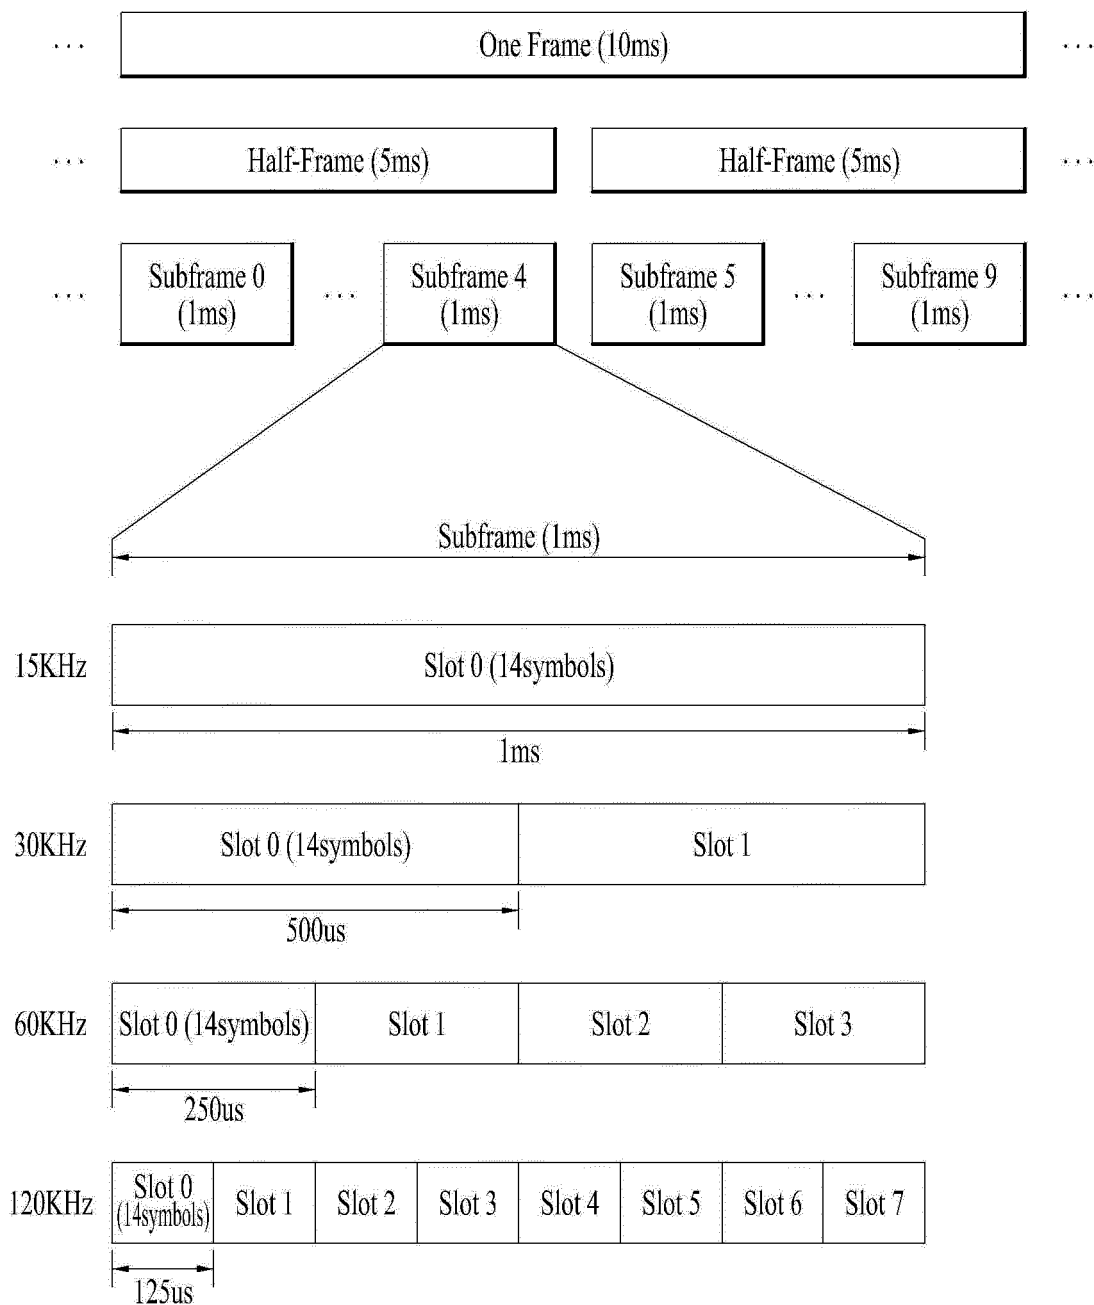 ... One Frame (10ms) ...
... Half-Frame (5ms) Half-Frame (5ms) ...
... Subframe 0 (1ms) ... Subframe 4 (1ms) Subframe 5 (1ms) ... Subframe 9 (1ms) ...
Subframe (1ms)
15KHz Slot 0 (14symbols)
1ms
30KHz Slot 0 (14symbols) Slot 1
500us
60KHz Slot 0 (14symbols) Slot 1 Slot 2 Slot 3
250us
120KHz Slot 0 (14symbols) Slot 1 Slot 2 Slot 3 Slot 4 Slot 5 Slot 6 Slot 7
125us